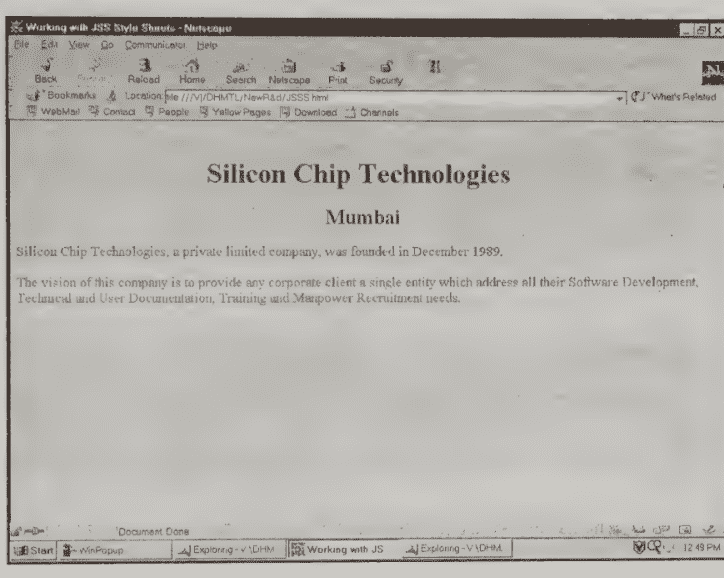 Working with JSS Style Sheets - Netscape
File Edit View Go Communicator Help
Back Reload Home Search Netscape Print Security
Bookmarks Location: file:///V|/DHMTL/NewR&d/JSSS.html What's Related
WebMail Contact People Yellow Pages Download Channels
Silicon Chip Technologies
Mumbai
Silicon Chip Technologies, a private limited company, was founded in December 1989.
The vision of this company is to provide any corporate client a single entity which address all their Software Development,
Technical and User Documentation, Training and Manpower Recruitment needs.
Document Done
Start WinPopup Exploring - V:\DHM Working with JS Exploring - V:\DHM 12:49 PM